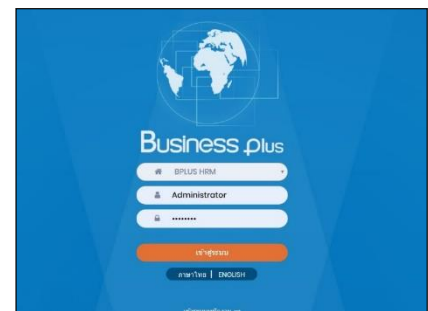 Business Plus
BPLUS HRM
Administrator
••••••••
เข้าสู่ระบบ
ภาษาไทย | ENGLISH